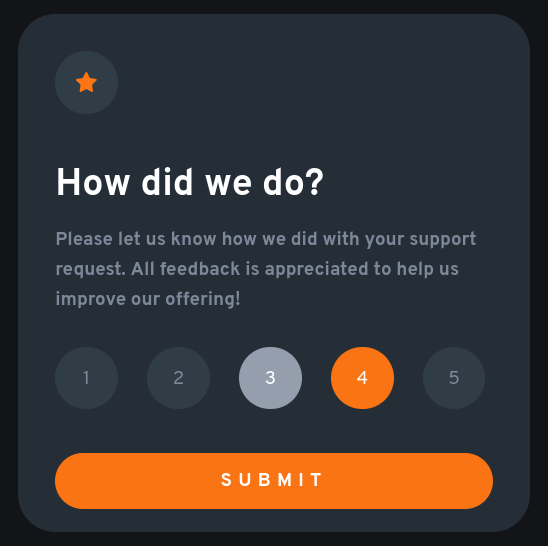 How did we do?
Please let us know how we did with your support
request. All feedback is appreciated to help us
improve our offering!
1 2 3 4 5
SUBMIT